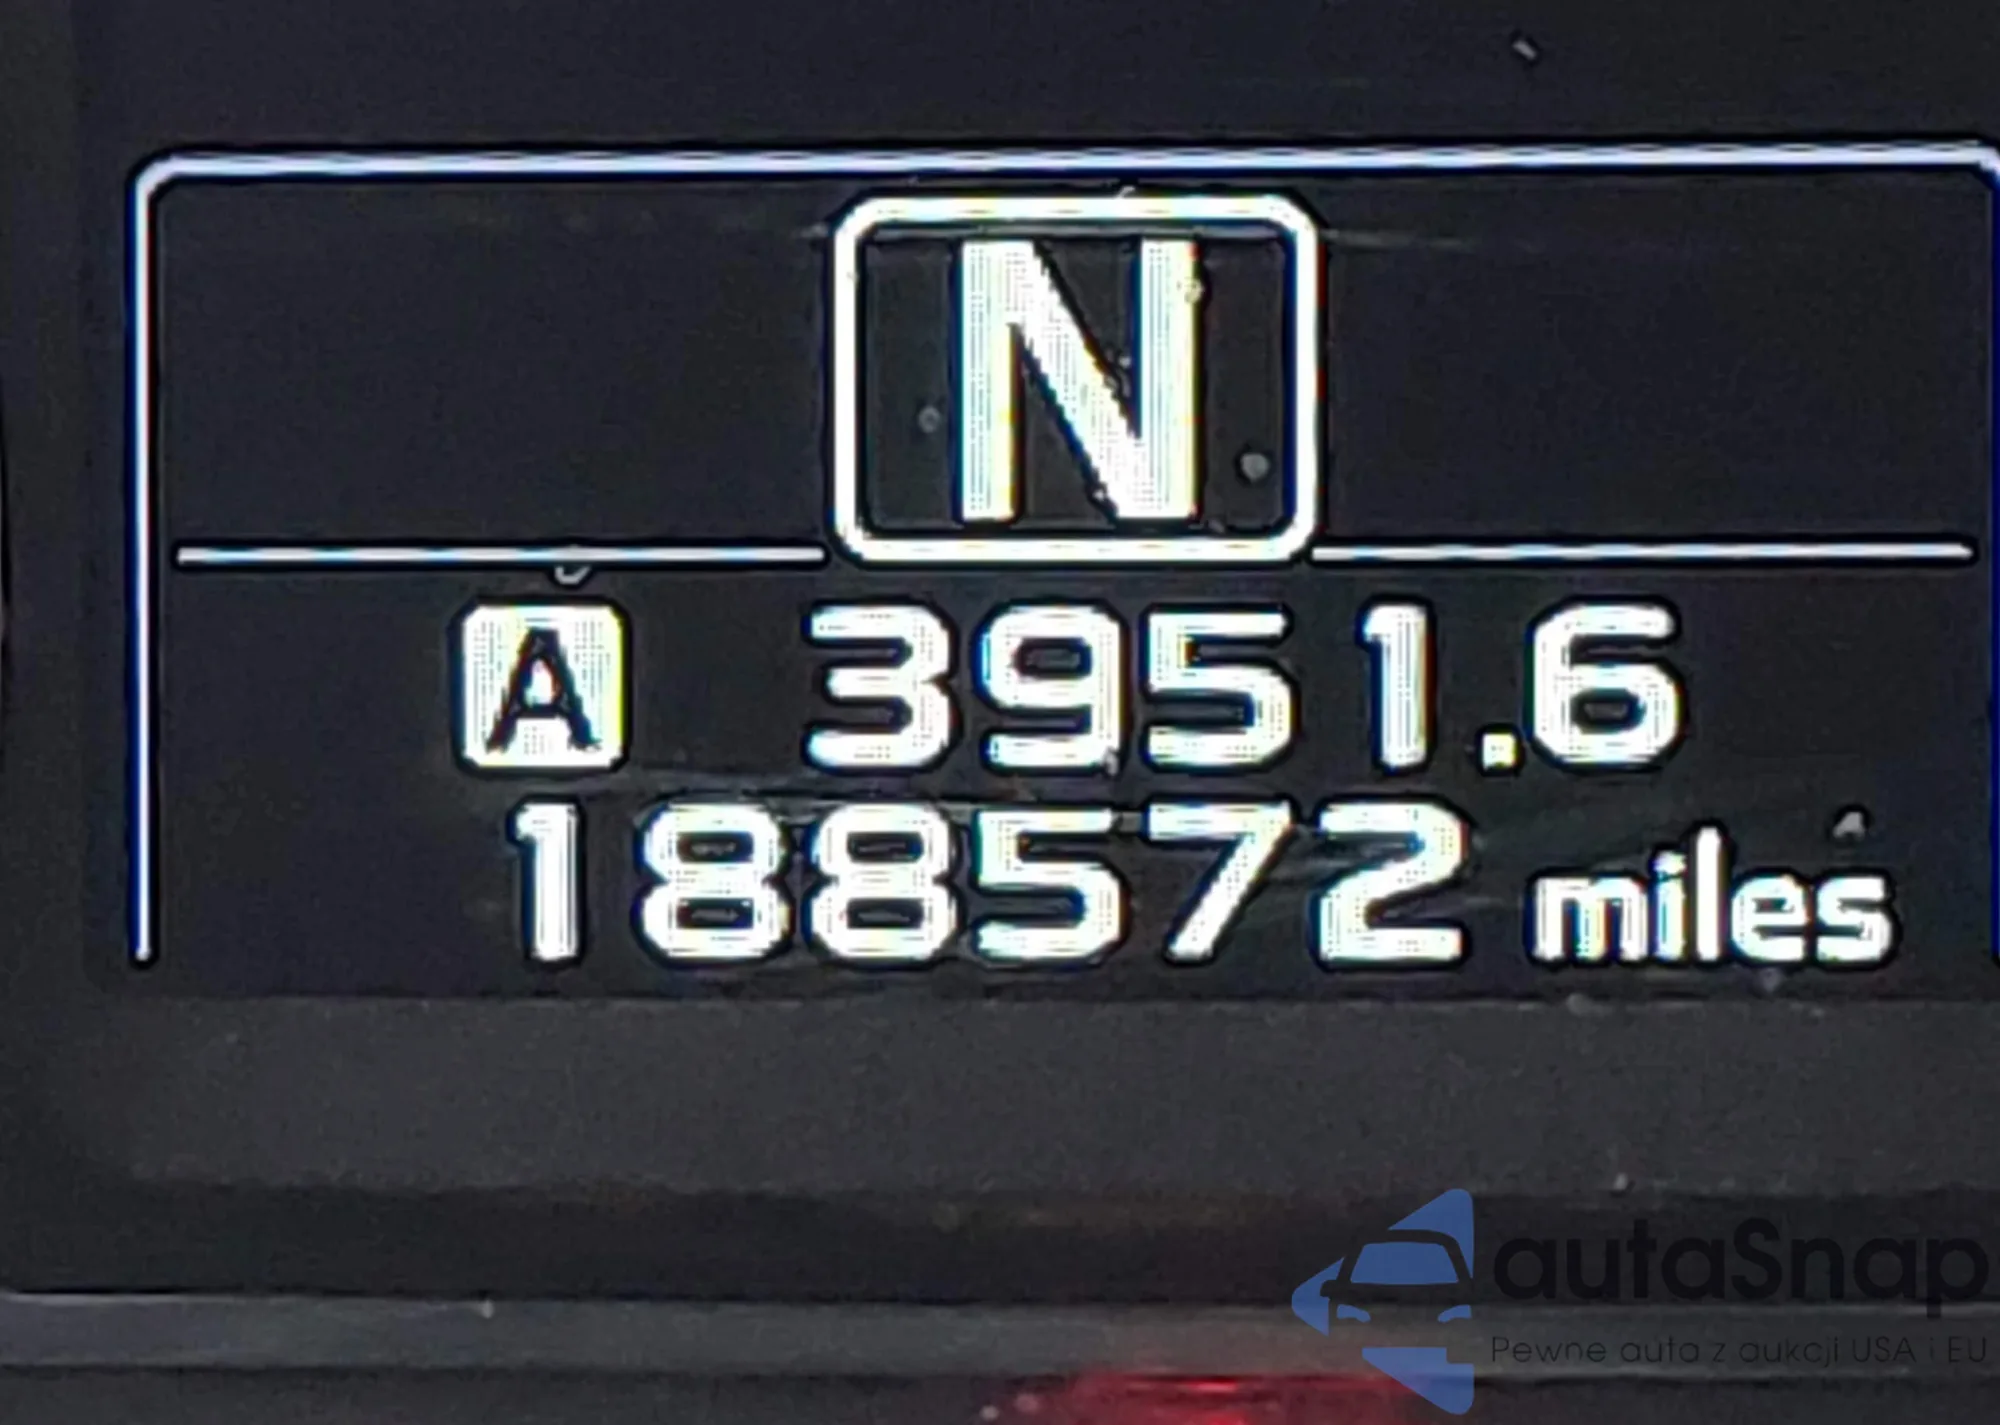 N
A 3951.6
188572 miles
autaSnap
Pewne auta z aukcji USA i EU